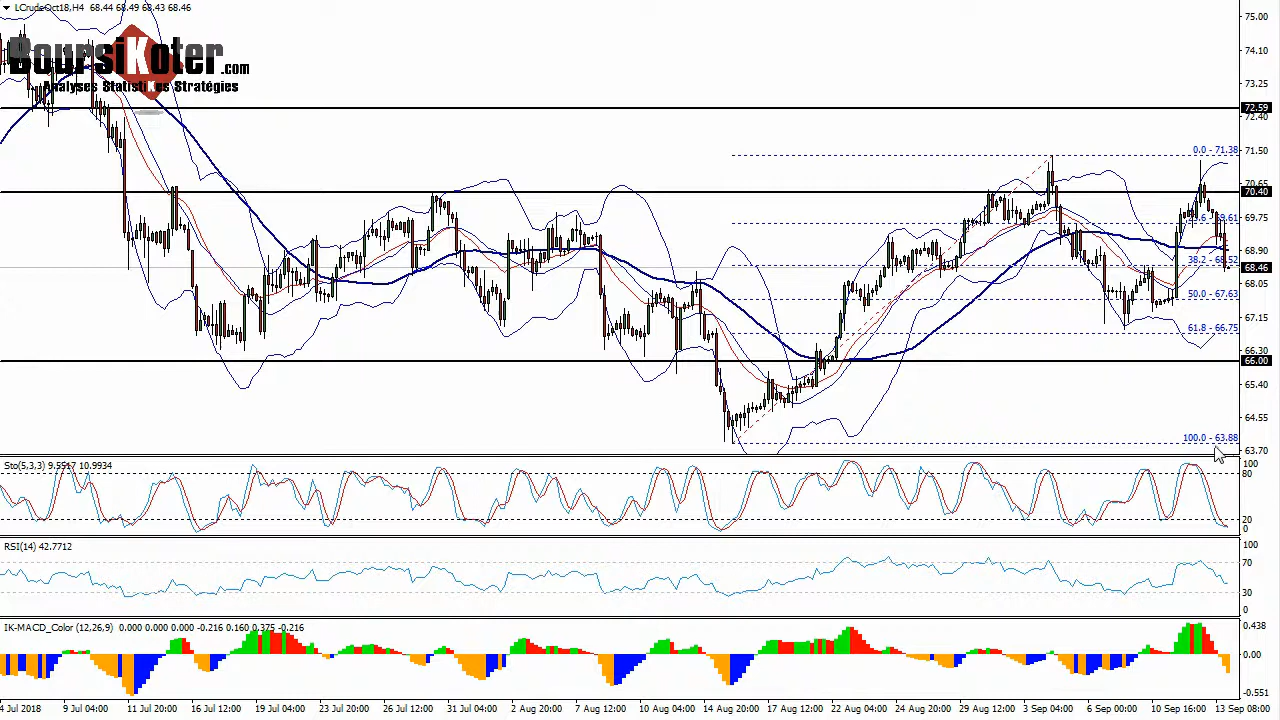 LCrudeOct18,H4 68.44 68.49 68.43 68.46
BoursiKoter.com
Analyses StatistiKes Stratégies
75.00
74.10
73.25
72.59
72.40
71.50
0.0 - 71.38
70.65
70.40
69.75
23.6 - 69.61
68.90
38.2 - 68.52
68.46
68.05
50.0 - 67.63
67.15
61.8 - 66.75
66.30
66.00
65.40
64.55
100.0 - 63.88
63.70
Sto(5,3,3) 9.5517 10.9934
100
80
20
0
RSI(14) 42.7712
100
70
30
0
IK-MACD_Color (12,26,9) 0.000 0.000 0.000 -0.216 0.160 0.375 -0.216
0.438
0.00
-0.551
4 Jul 2018 9 Jul 04:00 11 Jul 20:00 16 Jul 12:00 19 Jul 04:00 23 Jul 20:00 26 Jul 12:00 31 Jul 04:00 2 Aug 20:00 7 Aug 12:00 10 Aug 04:00 14 Aug 20:00 17 Aug 12:00 22 Aug 04:00 24 Aug 20:00 29 Aug 12:00 3 Sep 04:00 6 Sep 00:00 10 Sep 16:00 13 Sep 08:00